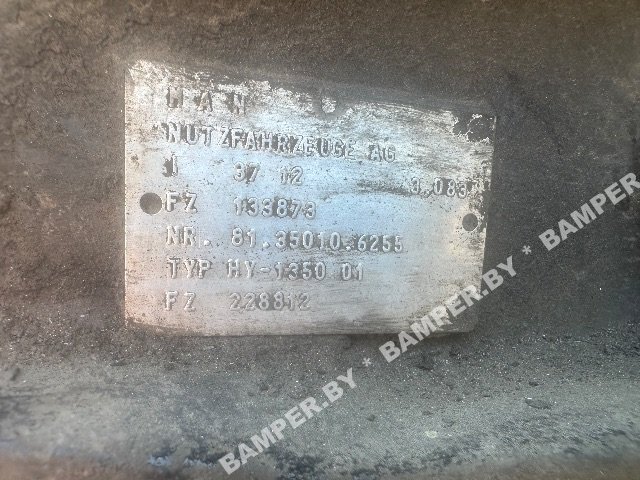 M A N
NUTZFAHRZEUGE AG
I 37 12 3.083
FZ 133873
NR. 81.35010.6255
TYP HY-1350 01
FZ 228812
BAMPER.BY * BAMPER.BY * BAMPER.BY